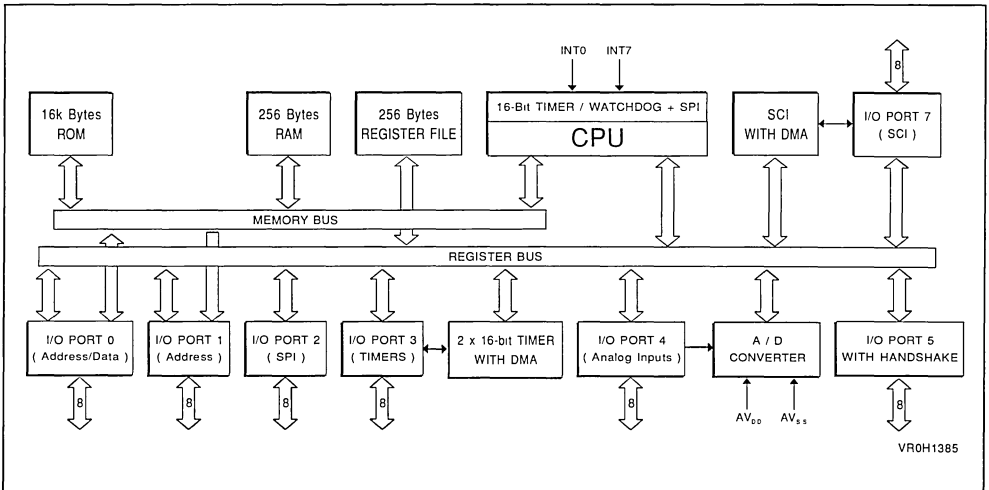 INT0 INT7
8
16k Bytes
ROM
256 Bytes
RAM
256 Bytes
REGISTER FILE
16-Bit TIMER / WATCHDOG + SPI
CPU
SCI
WITH DMA
I/O PORT 7
( SCI )
MEMORY BUS
REGISTER BUS
I/O PORT 0
( Address/Data )
I/O PORT 1
( Address )
I/O PORT 2
( SPI )
I/O PORT 3
( TIMERS )
2 x 16-bit TIMER
WITH DMA
I/O PORT 4
( Analog Inputs )
A / D
CONVERTER
I/O PORT 5
WITH HANDSHAKE
8 8 8 8 8 8
AVDD AVSS
VR0H1385